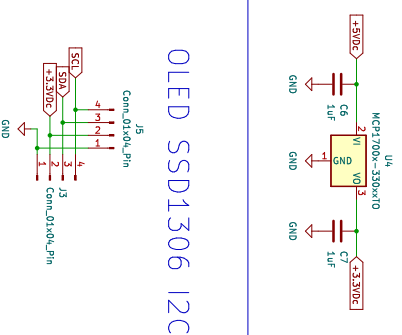 +5VDc
GND
C6
1uF
MCP1700x-330xxTO
U4
2
VI
1
GND
VO
3
GND
GND
C7
1uF
+3.3VDc
OLED SSD1306 I2C
SCL
SDA
+3.3VDc
GND
4
3
2
1
J5
Conn_01x04_Pin
1
2
3
4
J3
Conn_01x04_Pin